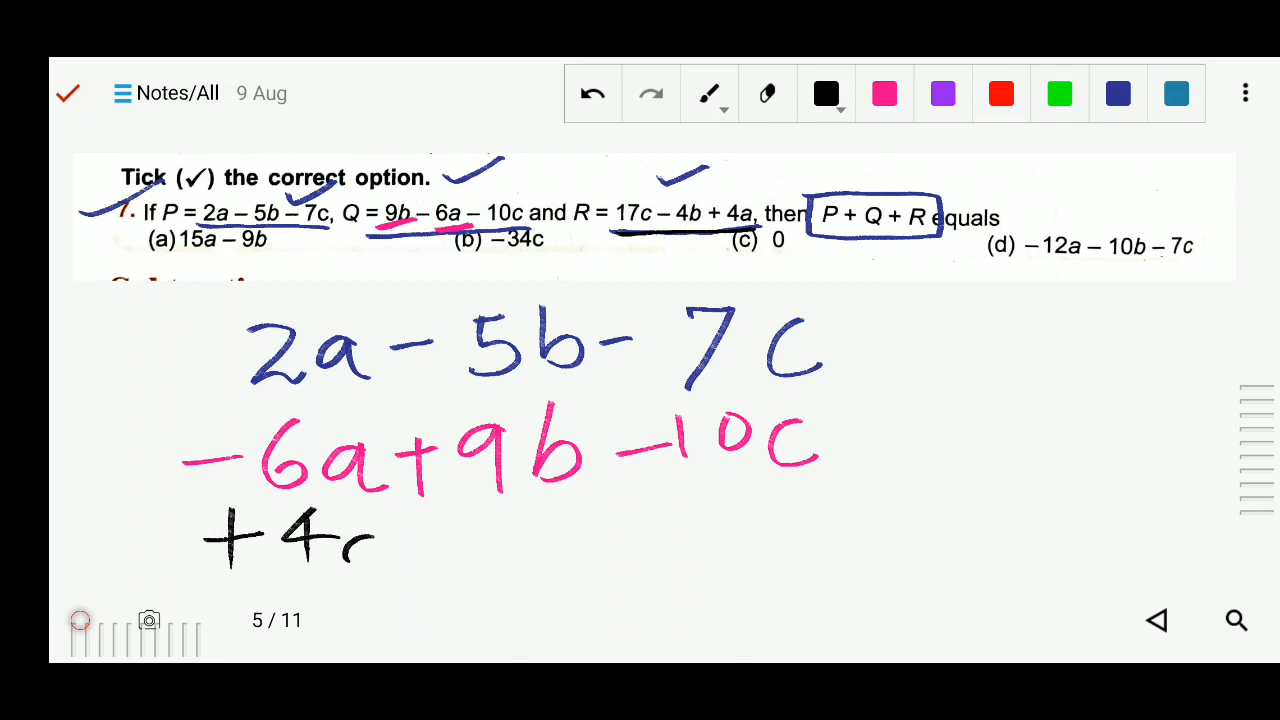 Notes/All 9 Aug
Tick (✓) the correct option.
7. If P = 2a – 5b – 7c, Q = 9b – 6a – 10c and R = 17c – 4b + 4a, then P + Q + R equals
(a) 15a – 9b (b) –34c (c) 0 (d) –12a – 10b – 7c
2a – 5b – 7c
– 6a + 9b – 10c
+ 4
5 / 11